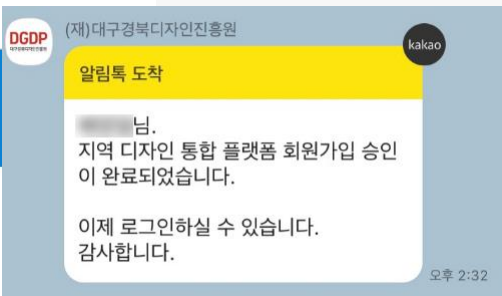 DGDP
(재)대구경북디자인진흥원
kakao
알림톡 도착
님.
지역 디자인 통합 플랫폼 회원가입 승인
이 완료되었습니다.
이제 로그인하실 수 있습니다.
감사합니다.
오후 2:32